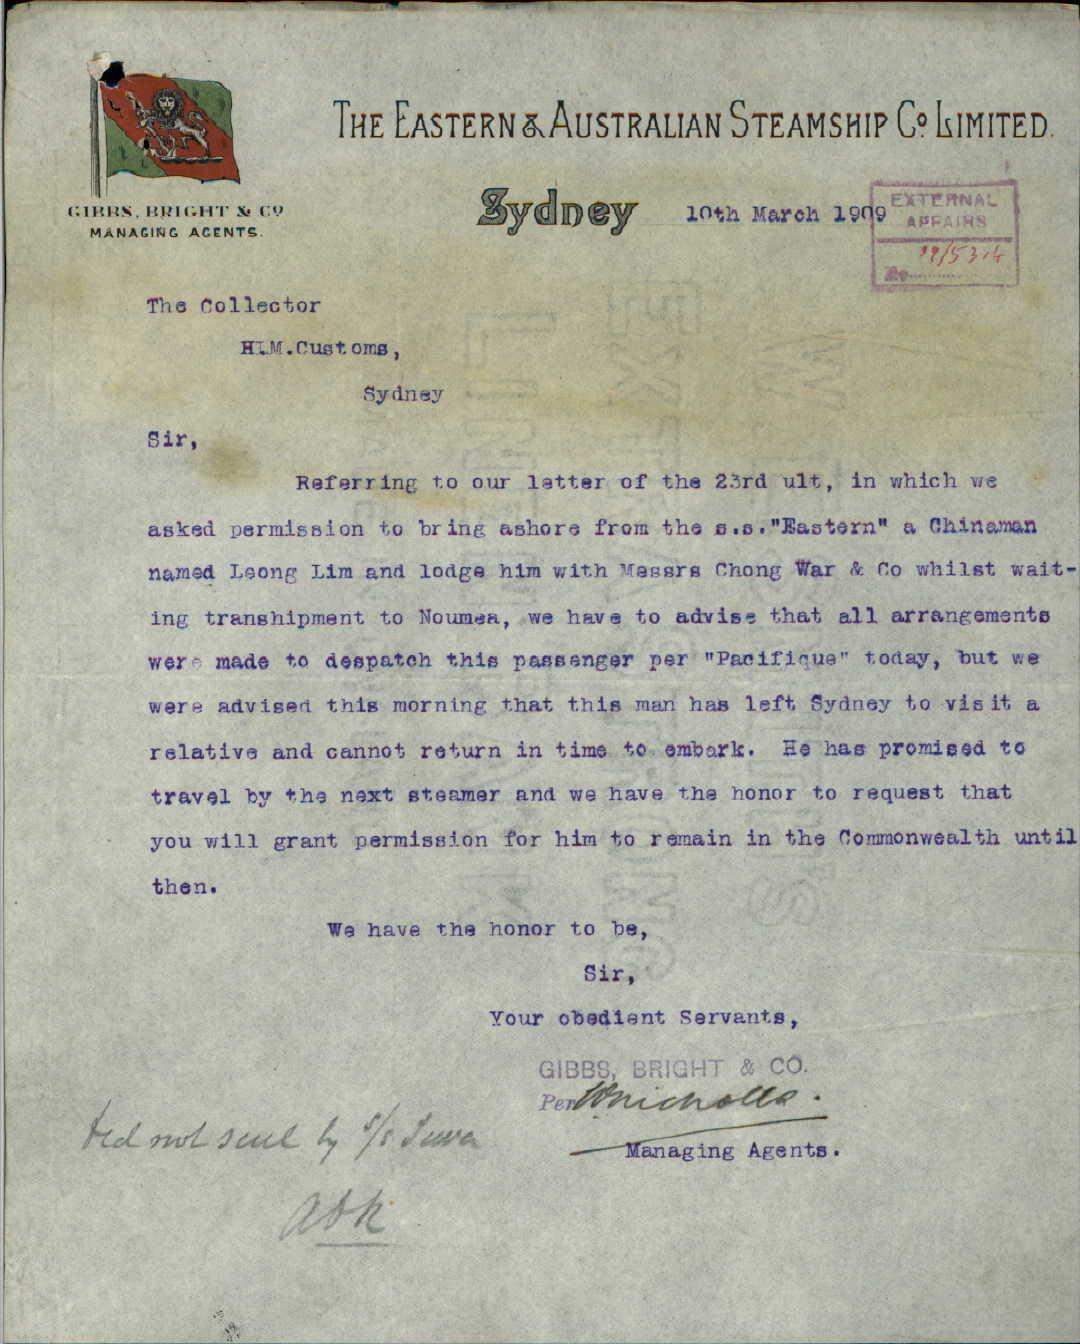 THE EASTERN & AUSTRALIAN STEAMSHIP Co LIMITED.
GIBBS, BRIGHT & Co
MANAGING AGENTS.
Sydney 10th March 1909
EXTERNAL
AFFAIRS
No
The Collector
H.M.Customs,
Sydney
Sir,
Referring to our letter of the 23rd ult, in which we
asked permission to bring ashore from the s.s."Eastern" a Chinaman
named Leong Lim and lodge him with Messrs Chong War & Co whilst wait-
ing transhipment to Noumea, we have to advise that all arrangements
were made to despatch this passenger per "Pacifique" today, but we
were advised this morning that this man has left Sydney to visit a
relative and cannot return in time to embark. He has promised to
travel by the next steamer and we have the honor to request that
you will grant permission for him to remain in the Commonwealth until
then.
We have the honor to be,
Sir,
Your obedient Servants,
GIBBS, BRIGHT & CO.
Per Nicholls.
Managing Agents.
Did not by s/s Suva